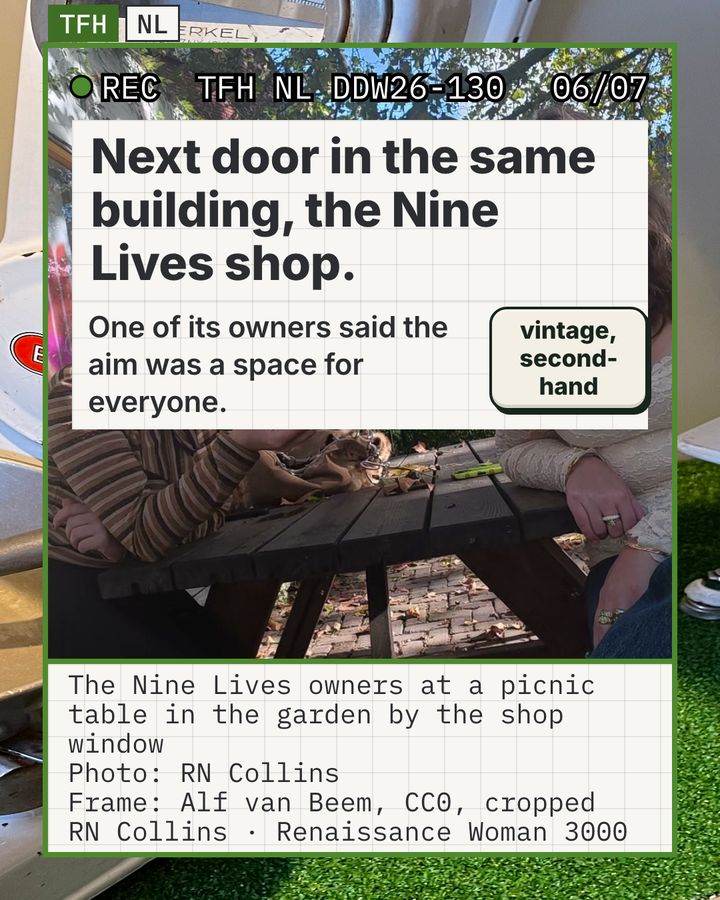 TFH NL
ERKEL
REC TFH NL DDW26-130 06/07
Next door in the same
building, the Nine
Lives shop.
One of its owners said the
aim was a space for
everyone.
vintage,
second-
hand
The Nine Lives owners at a picnic
table in the garden by the shop
window
Photo: RN Collins
Frame: Alf van Beem, CC0, cropped
RN Collins · Renaissance Woman 3000